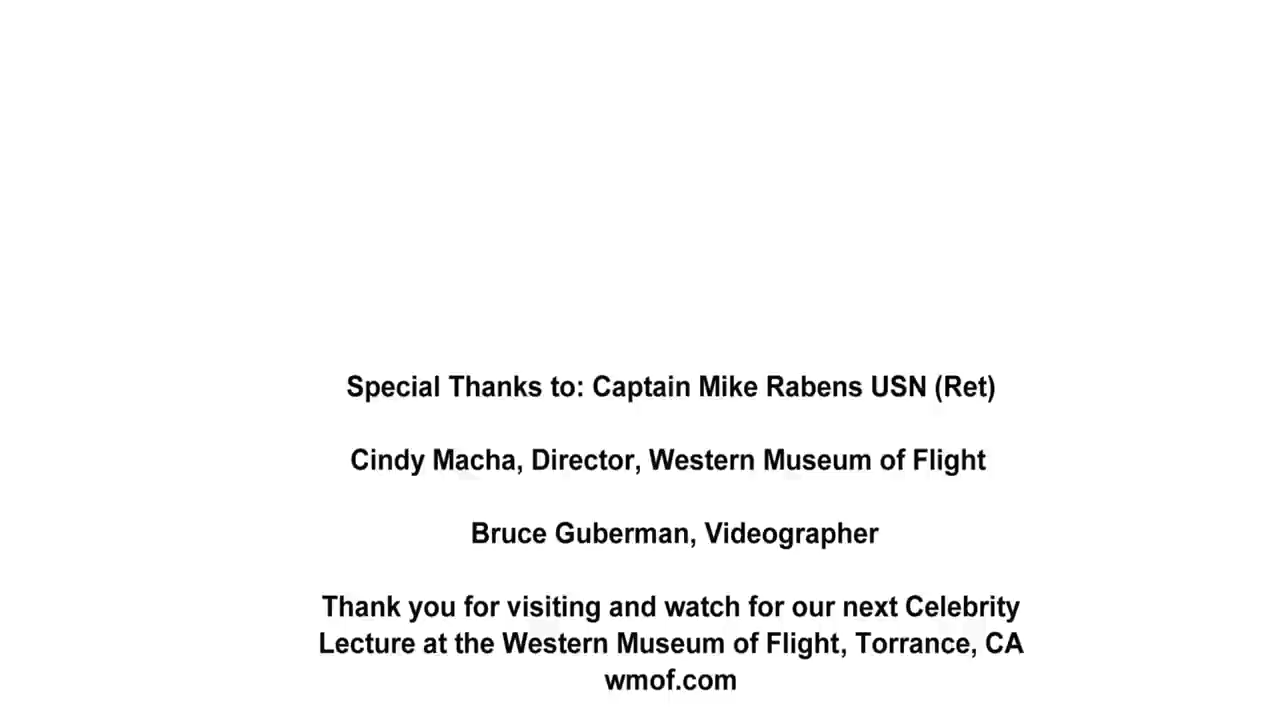 Special Thanks to: Captain Mike Rabens USN (Ret)
Cindy Macha, Director, Western Museum of Flight
Bruce Guberman, Videographer
Thank you for visiting and watch for our next Celebrity
Lecture at the Western Museum of Flight, Torrance, CA
wmof.com